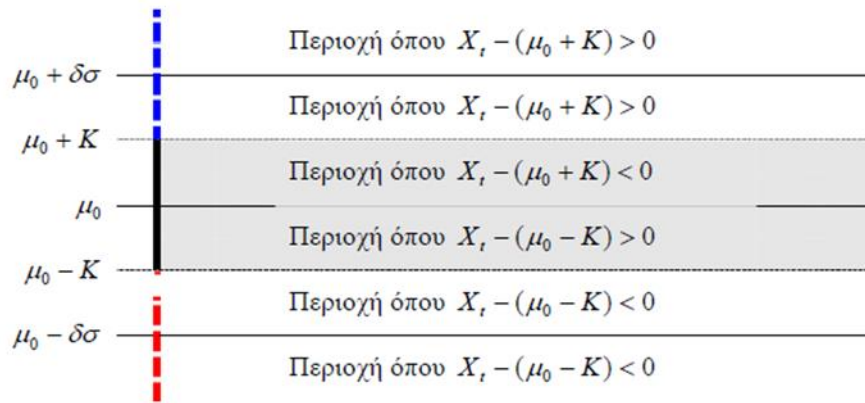 Περιοχή όπου X_t − (μ_0 + K) > 0
μ_0 + δσ
Περιοχή όπου X_t − (μ_0 + K) > 0
μ_0 + K
Περιοχή όπου X_t − (μ_0 + K) < 0
μ_0
Περιοχή όπου X_t − (μ_0 − K) > 0
μ_0 − K
Περιοχή όπου X_t − (μ_0 − K) < 0
μ_0 − δσ
Περιοχή όπου X_t − (μ_0 − K) < 0